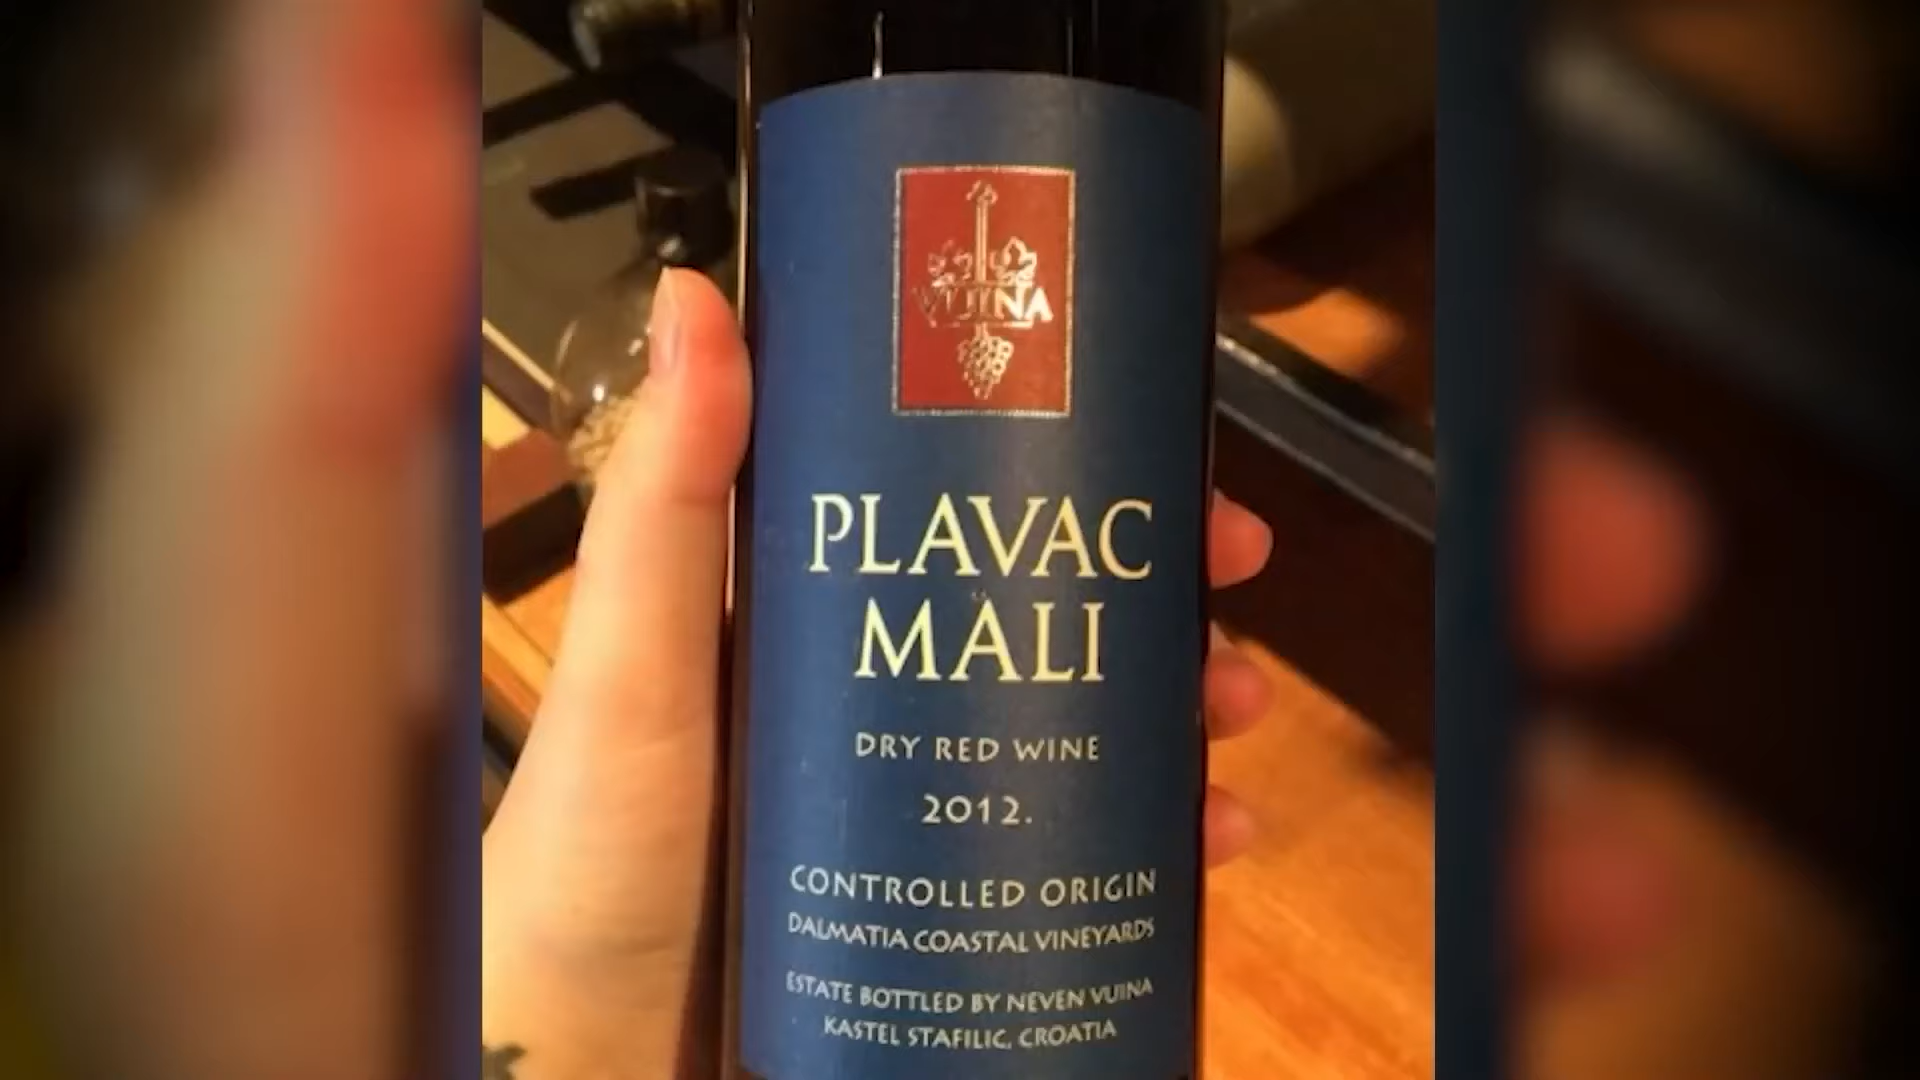 VUINA
PLAVAC
MALI
DRY RED WINE
2012.
CONTROLLED ORIGIN
DALMATIA COASTAL VINEYARDS
ESTATE BOTTLED BY NEVEN VUINA
KASTEL STAFILIC, CROATIA